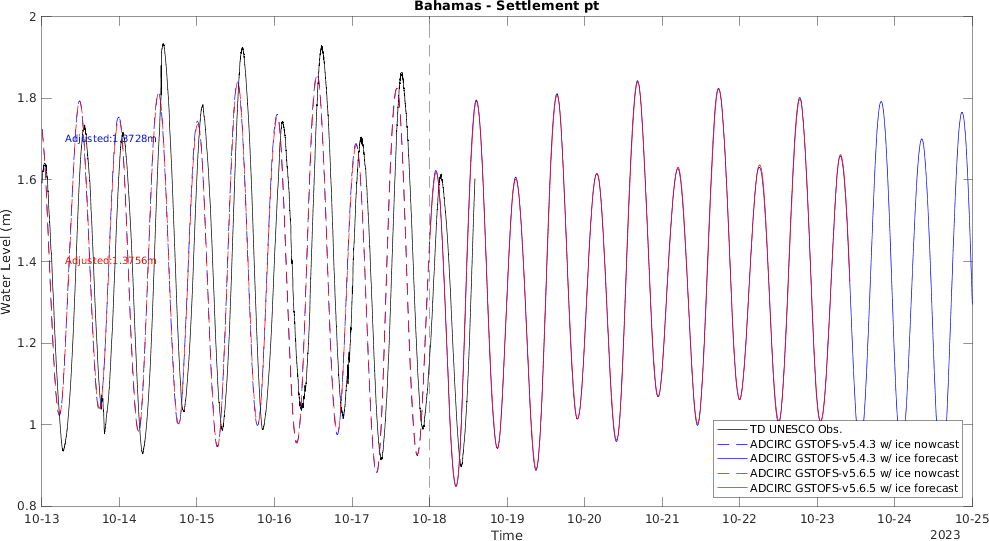 Bahamas - Settlement pt
2
1.8
1.6
1.4
1.2
1
0.8
Water Level (m)
Adjusted:1.3728m
Adjusted:1.3756m
TD UNESCO Obs.
ADCIRC GSTOFS-v5.4.3 w/ ice nowcast
ADCIRC GSTOFS-v5.4.3 w/ ice forecast
ADCIRC GSTOFS-v5.6.5 w/ ice nowcast
ADCIRC GSTOFS-v5.6.5 w/ ice forecast
10-13 10-14 10-15 10-16 10-17 10-18 10-19 10-20 10-21 10-22 10-23 10-24 10-25
Time
2023